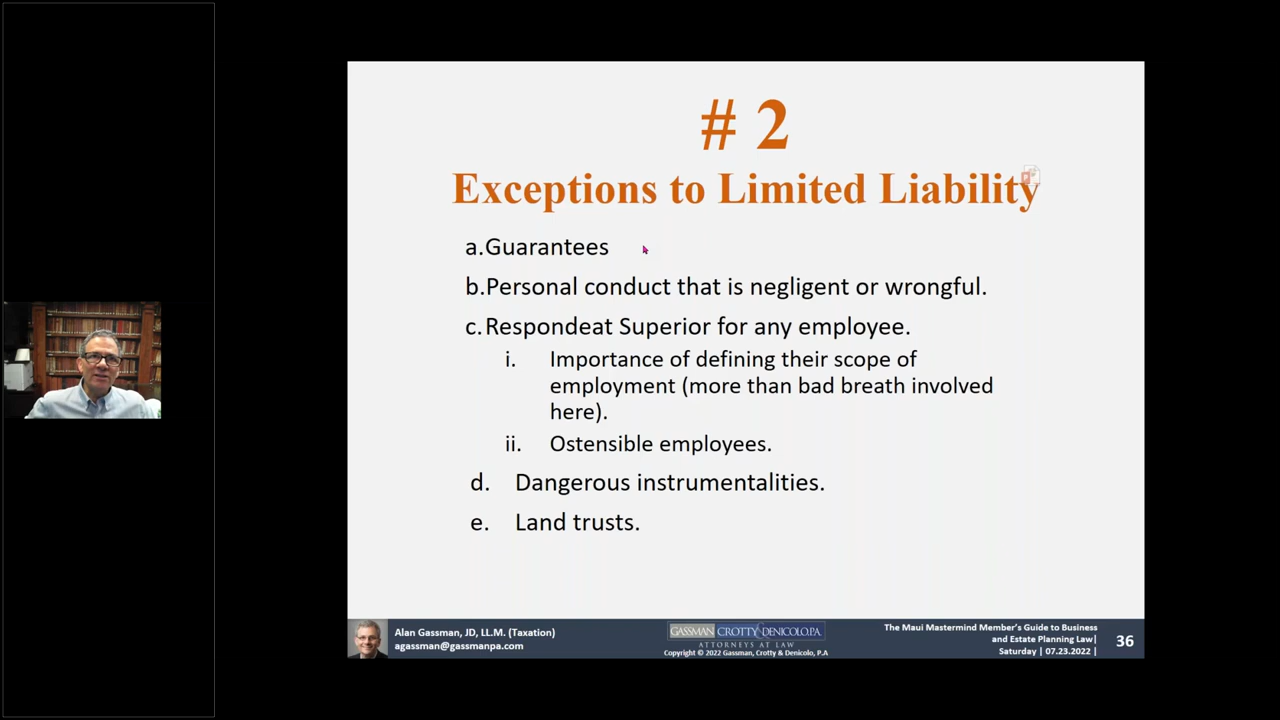 # 2
Exceptions to Limited Liability
a.Guarantees
b.Personal conduct that is negligent or wrongful.
c.Respondeat Superior for any employee.
i. Importance of defining their scope of
employment (more than bad breath involved
here).
ii. Ostensible employees.
d. Dangerous instrumentalities.
e. Land trusts.
Alan Gassman, JD, LL.M. (Taxation)
agassman@gassmanpa.com
GASSMAN CROTTY & DENICOLO, P.A.
ATTORNEYS AT LAW
Copyright © 2022 Gassman, Crotty & Denicolo, P.A
The Maui Mastermind Member's Guide to Business
and Estate Planning Law|
Saturday | 07.23.2022 |
36